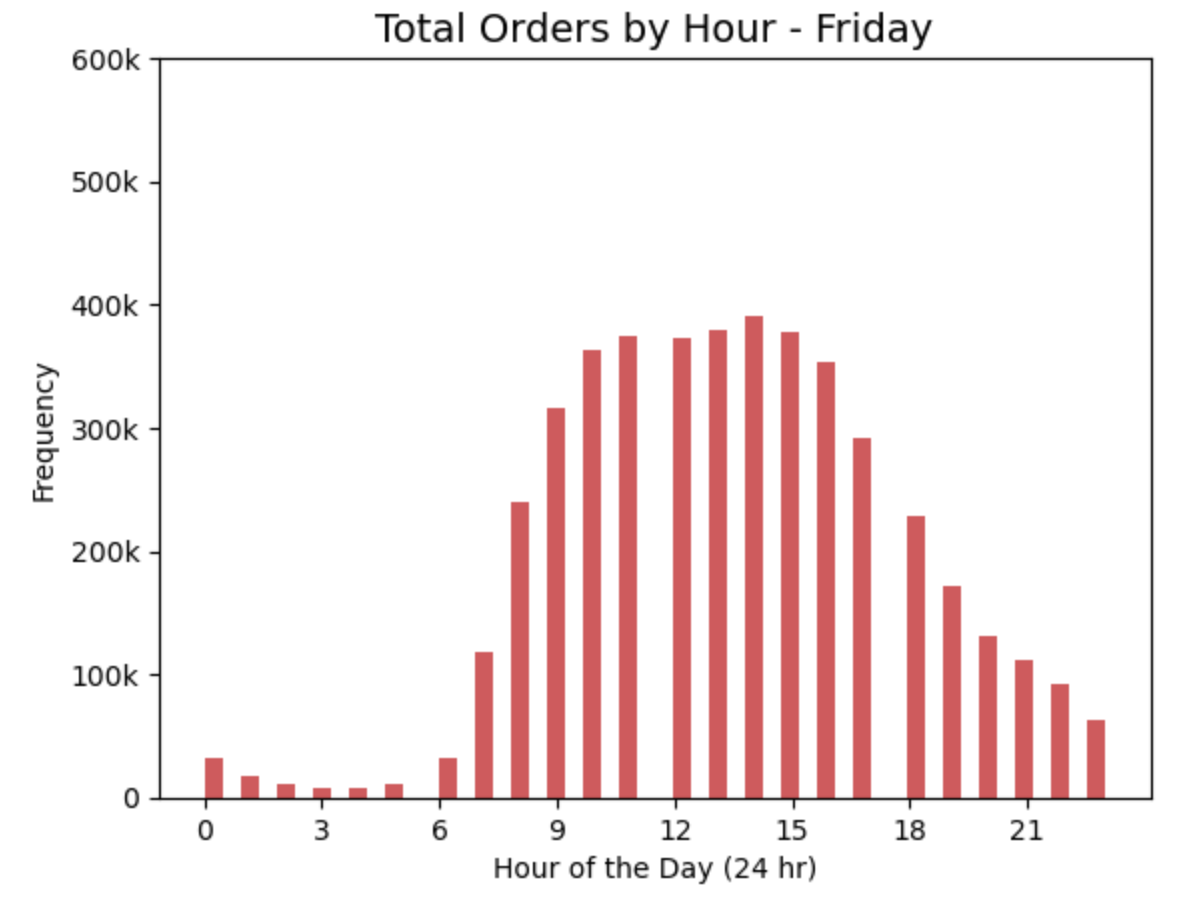 Total Orders by Hour - Friday
600k
500k
400k
300k
200k
100k
0
Frequency
0 3 6 9 12 15 18 21
Hour of the Day (24 hr)